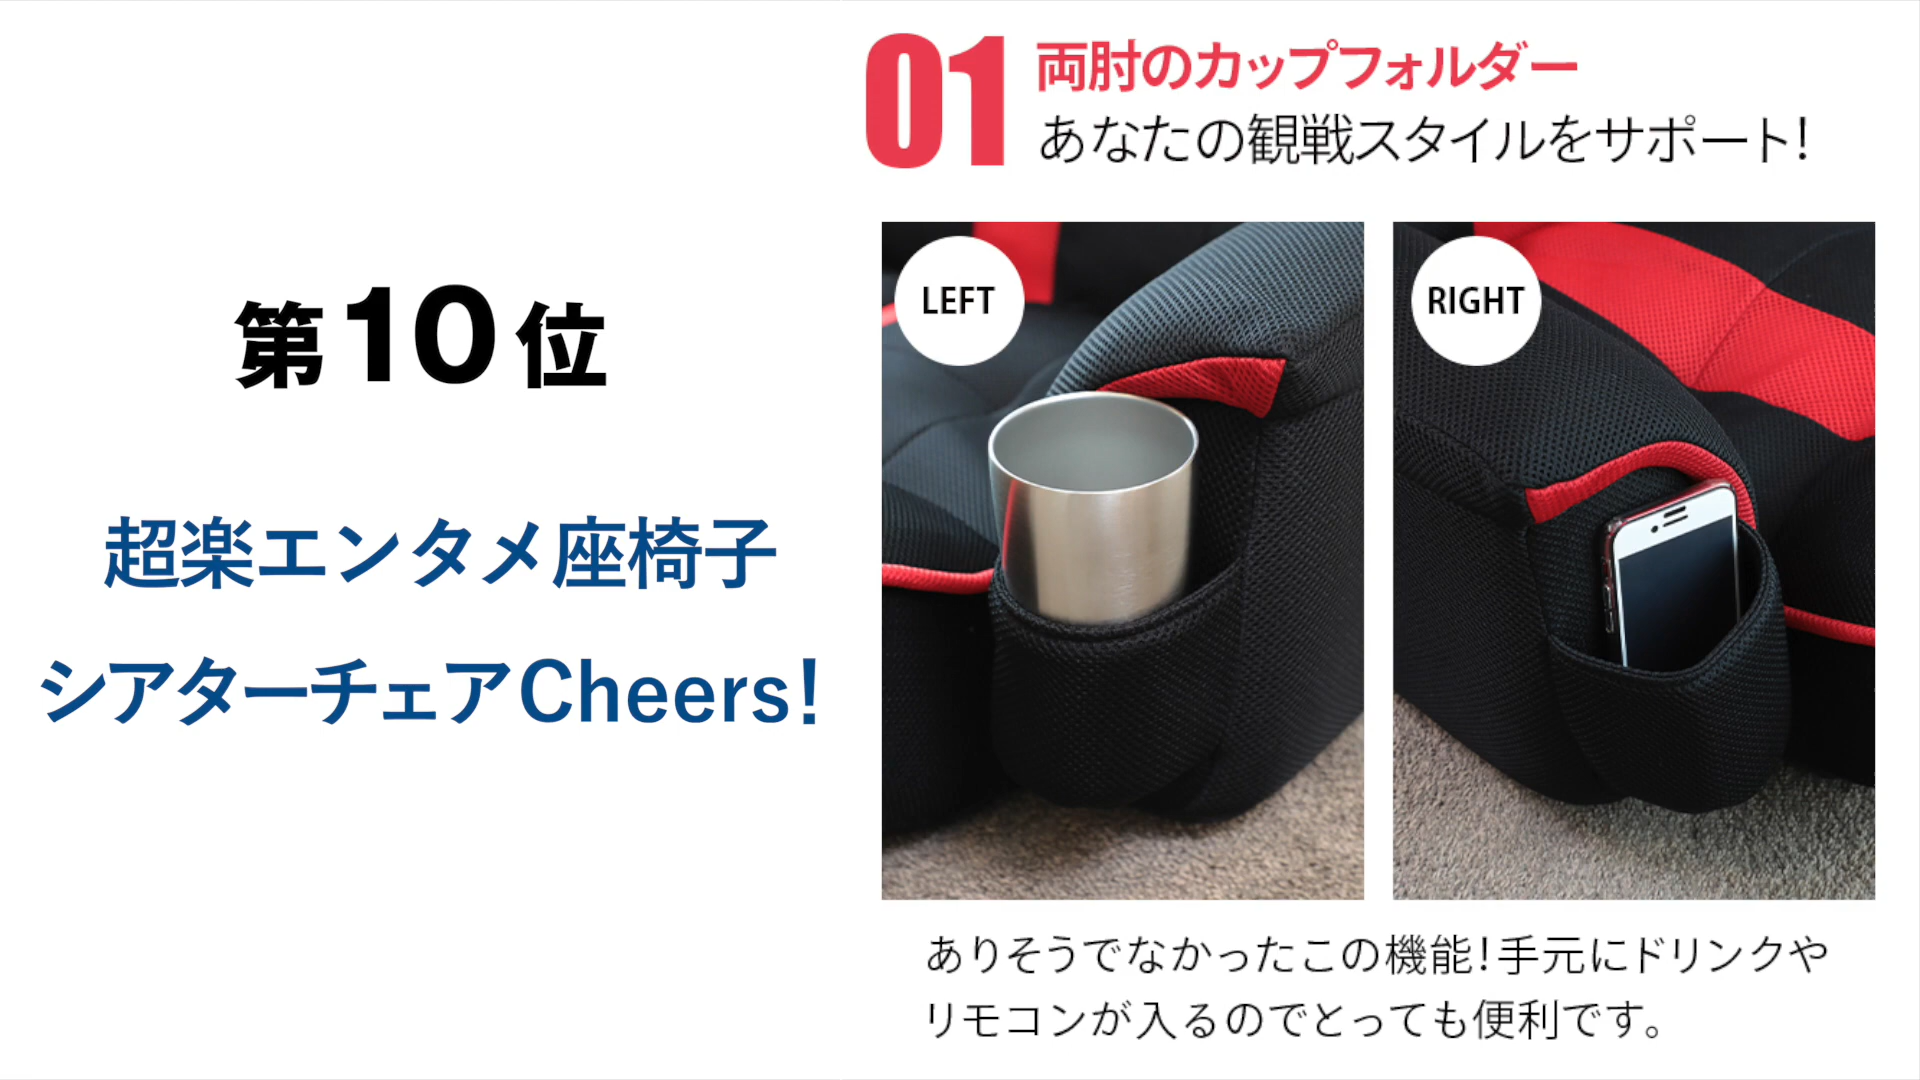 第10位
超楽エンタメ座椅子
シアターチェアCheers!
01
両肘のカップフォルダー
あなたの観戦スタイルをサポート!
LEFT
RIGHT
ありそうでなかったこの機能!手元にドリンクや
リモコンが入るのでとっても便利です。